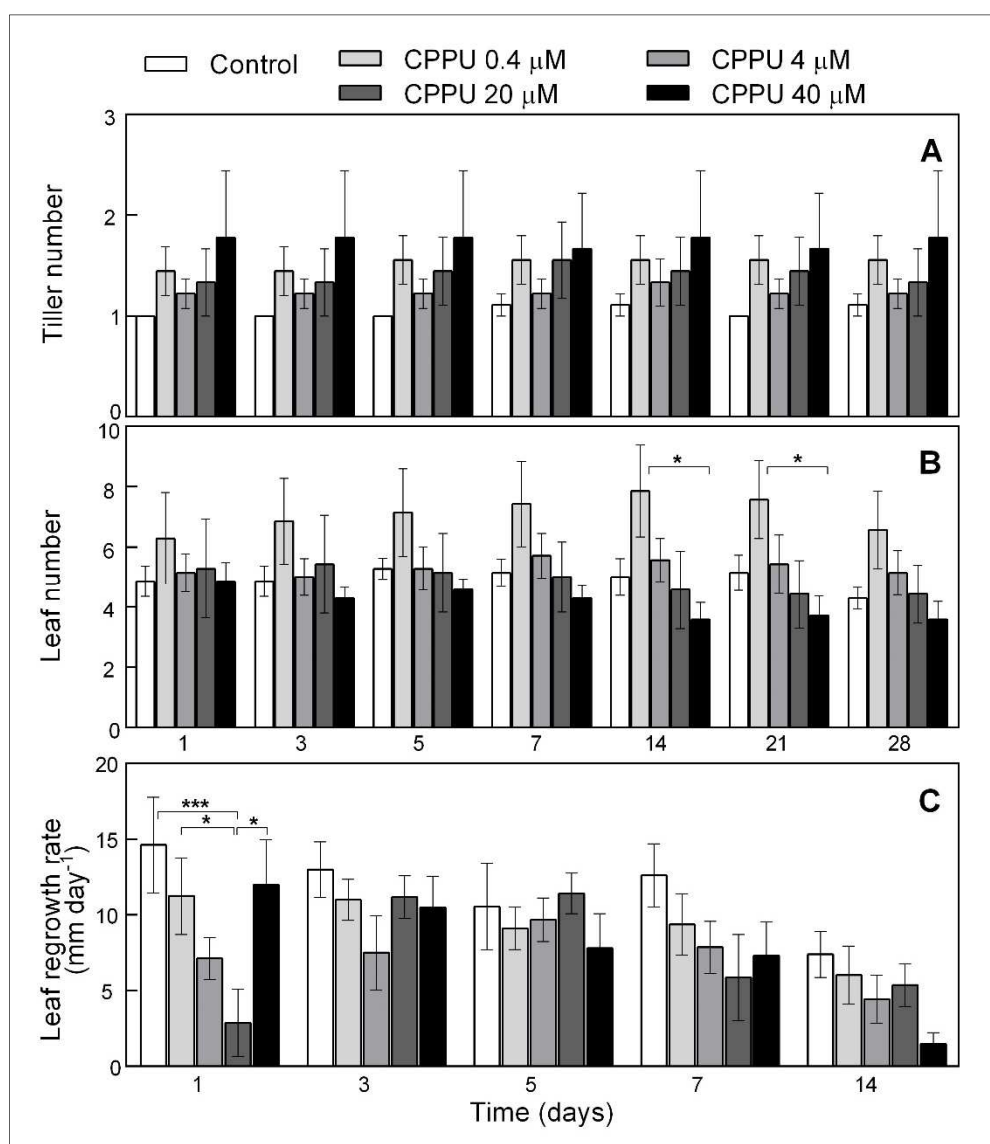 Control
CPPU 0.4 μM
CPPU 4 μM
CPPU 20 μM
CPPU 40 μM
A
Tiller number
3
2
1
0
B
Leaf number
10
8
6
4
2
0
* *
1 3 5 7 14 21 28
C
Leaf regrowth rate
(mm day-1)
20
15
10
5
0
***
* *
1 3 5 7 14
Time (days)